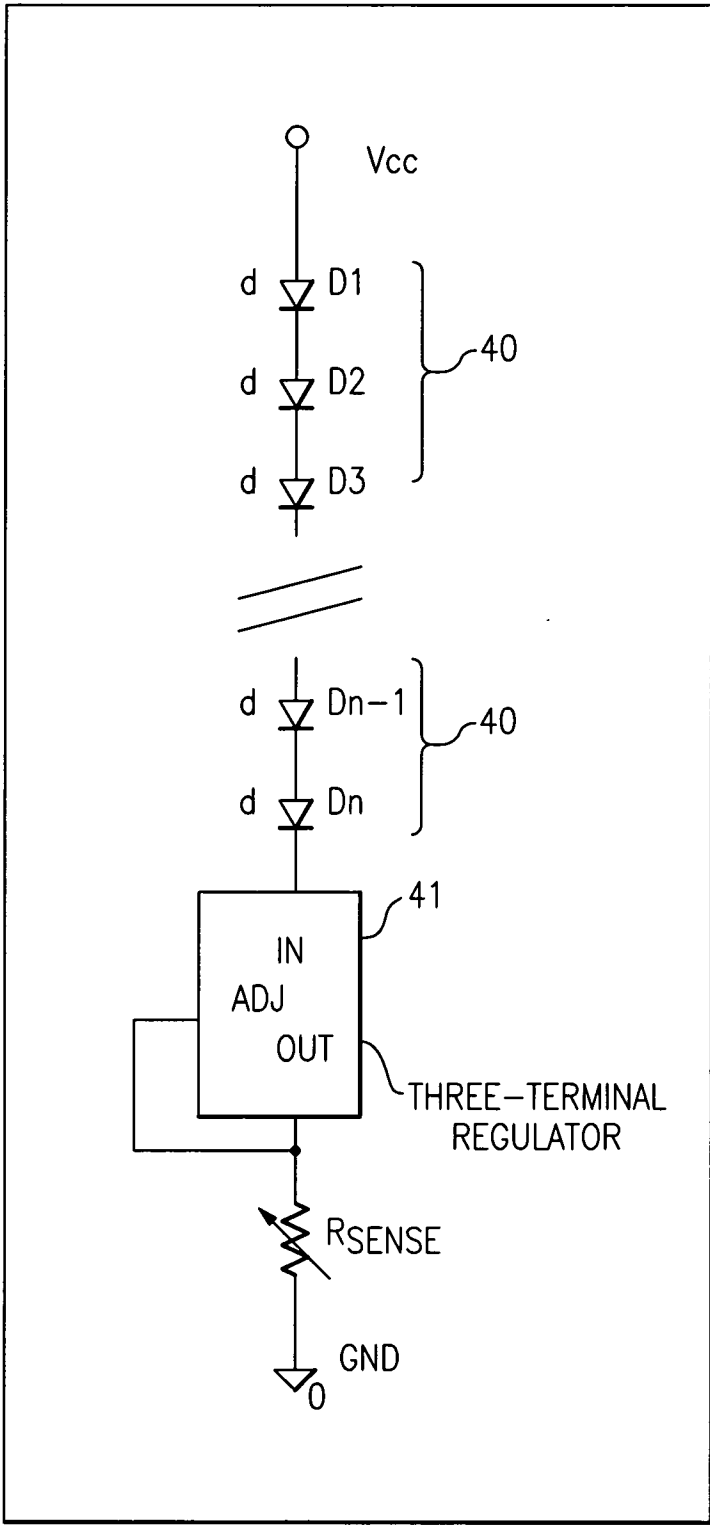 Vcc
d D1
d D2
40
d D3
d Dn-1
40
d Dn
41
IN
ADJ
OUT
THREE-TERMINAL
REGULATOR
RSENSE
GND
0